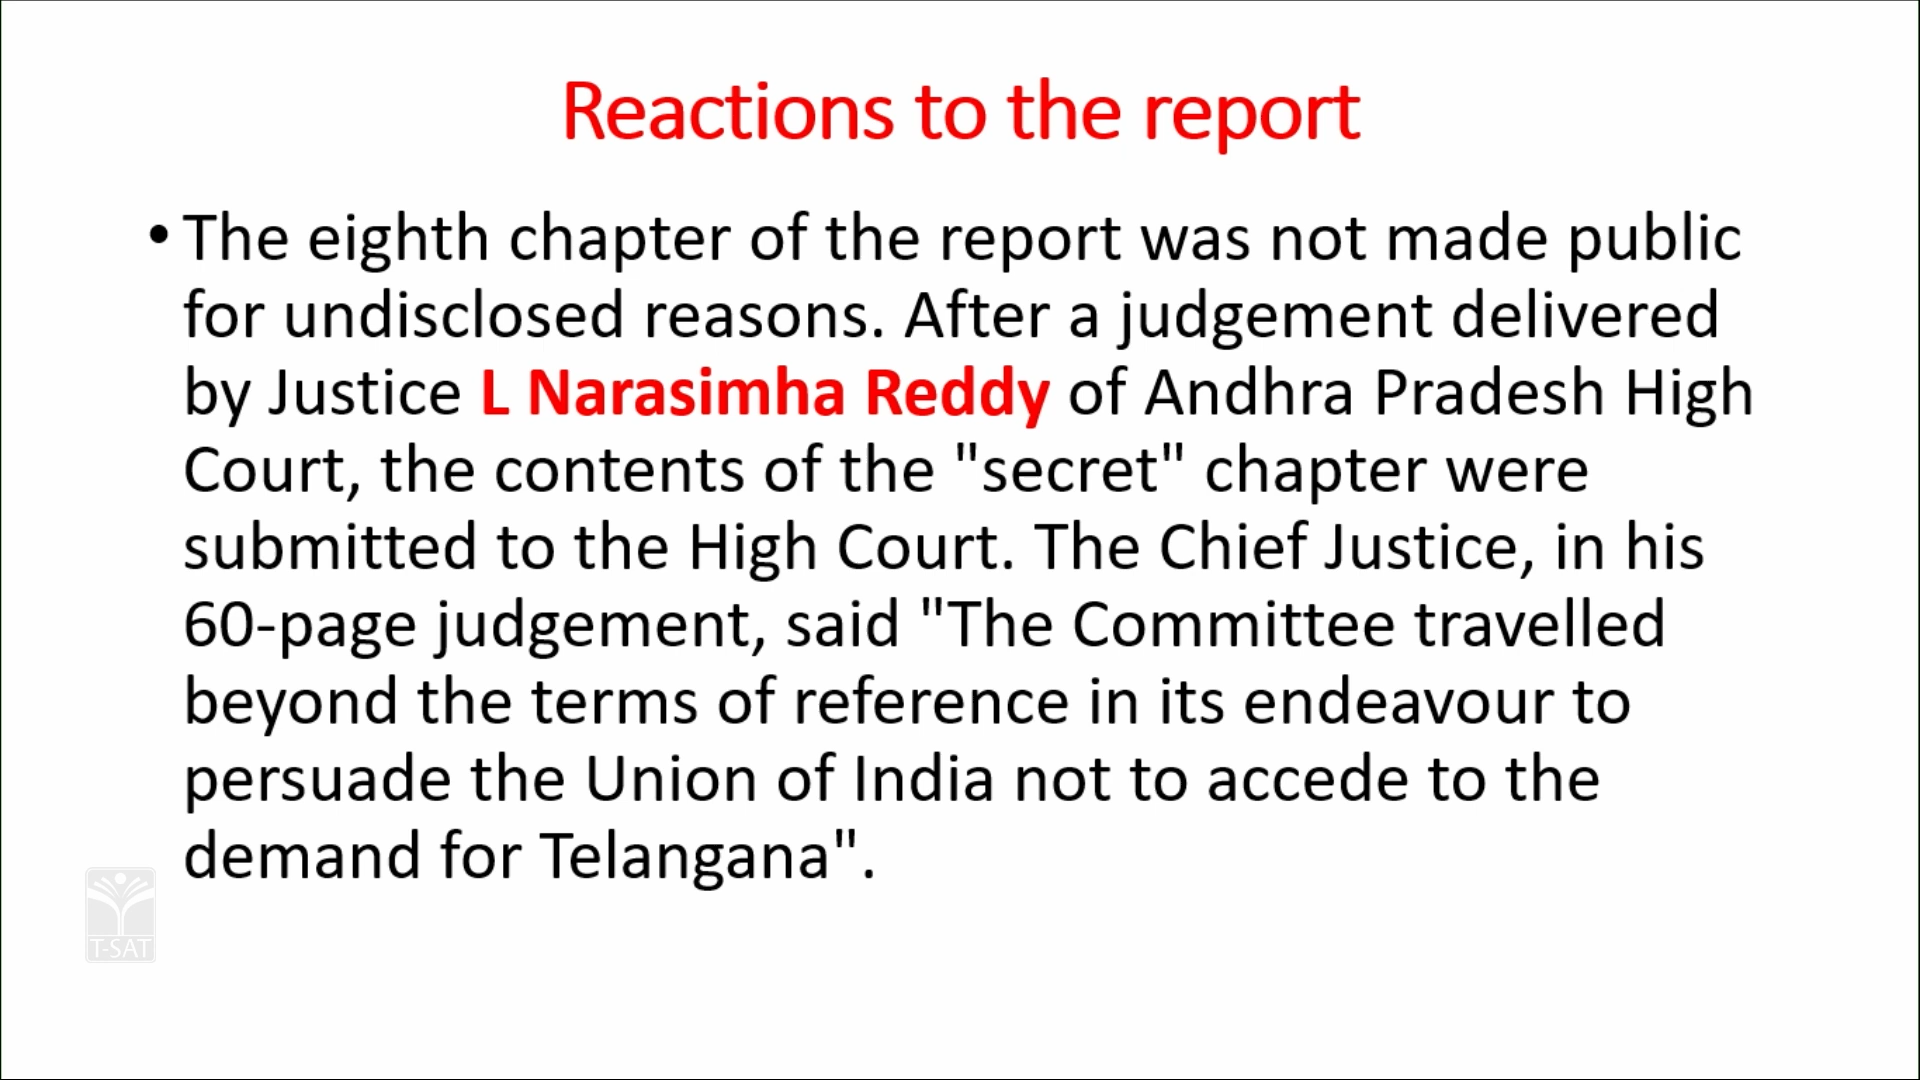 Reactions to the report
• The eighth chapter of the report was not made public
for undisclosed reasons. After a judgement delivered
by Justice L Narasimha Reddy of Andhra Pradesh High
Court, the contents of the "secret" chapter were
submitted to the High Court. The Chief Justice, in his
60-page judgement, said "The Committee travelled
beyond the terms of reference in its endeavour to
persuade the Union of India not to accede to the
demand for Telangana".
T-SAT